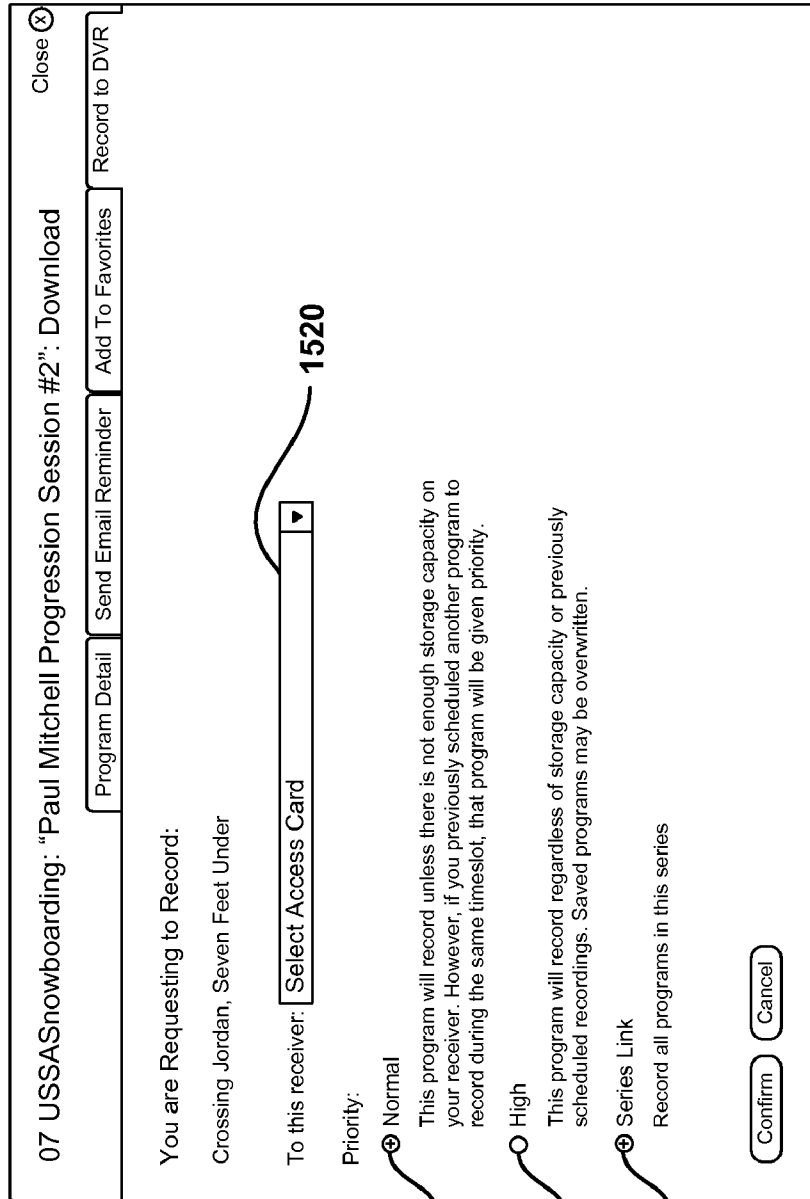 07 USSASnowboarding: “Paul Mitchell Progression Session #2”: Download
Close X
Program Detail
Send Email Reminder
Add To Favorites
Record to DVR
You are Requesting to Record:
Crossing Jordan, Seven Feet Under
To this receiver: Select Access Card
1520
Priority:
Normal
This program will record unless there is not enough storage capacity on
your receiver. However, if you previously scheduled another program to
record during the same timeslot, that program will be given priority.
High
This program will record regardless of storage capacity or previously
scheduled recordings. Saved programs may be overwritten.
Series Link
Record all programs in this series
Confirm
Cancel